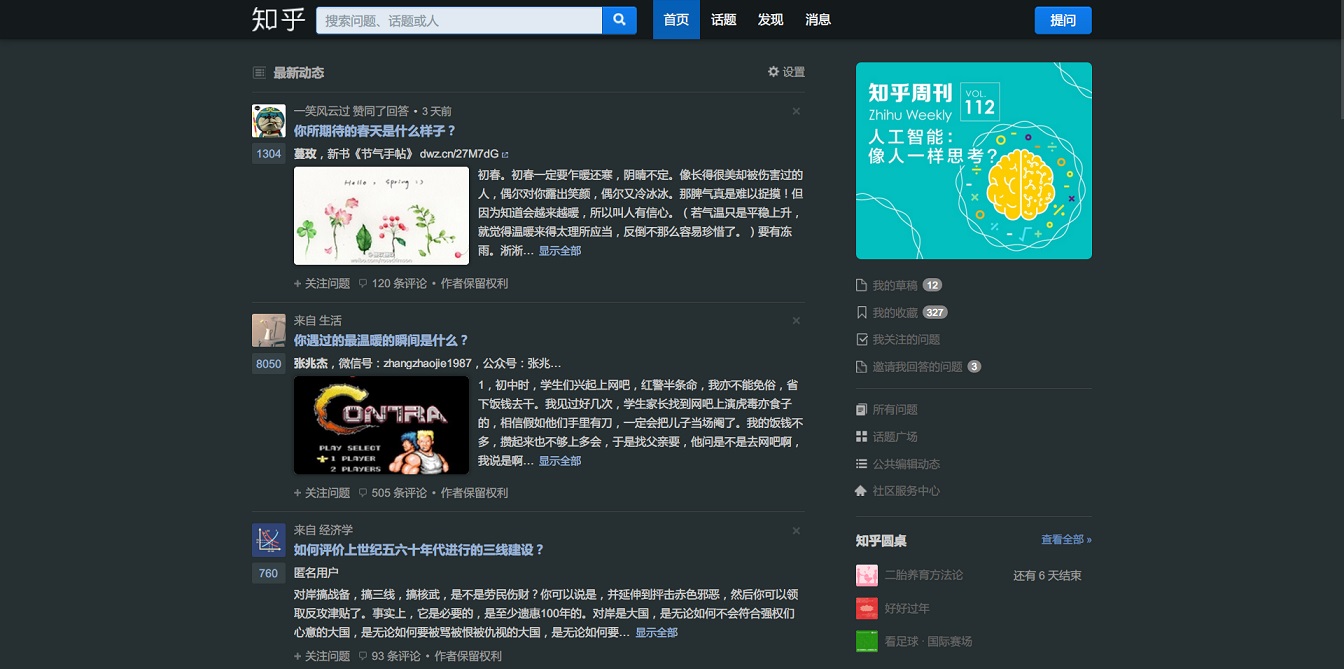 知乎 搜索问题、话题或人 首页 话题 发现 消息 提问
最新动态 设置
一笑风云过 赞同了回答 • 3 天前
你所期待的春天是什么样子？
1304 蔓玫，新书《节气手帖》 dwz.cn/27M7dG
Hello, Spring :)
初春。初春一定要乍暖还寒，阴晴不定。像长得很美却被伤害过的
人，偶尔对你露出笑颜，偶尔又冷冰冰。那脾气真是难以捉摸！但
因为知道会越来越暖，所以叫人有信心。（若气温只是平稳上升，
就觉得温暖来得太理所应当，反倒不那么容易珍惜了。）要有冻
雨。淅淅… 显示全部
+ 关注问题 120 条评论 • 作者保留权利
来自 生活
你遇过的最温暖的瞬间是什么？
8050 张兆杰，微信号：zhangzhaojie1987，公众号：张兆…
CONTRA
PLAY SELECT
1 PLAYER
2 PLAYERS
1，初中时，学生们兴起上网吧，红警半条命，我亦不能免俗，省
下饭钱去干。我见过好几次，学生家长找到网吧上演虎毒亦食子
的，相信假如他们手里有刀，一定会把儿子当场阉了。我的饭钱不
多，攒起来也不够上多会，于是找父亲要，他问是不是去网吧啊，
我说是啊… 显示全部
+ 关注问题 505 条评论 • 作者保留权利
来自 经济学
如何评价上世纪五六十年代进行的三线建设？
760 匿名用户
对岸搞战备，搞三线，搞核武，是不是劳民伤财？你可以说是，并延伸到抨击赤色邪恶，然后你可以领
取反攻津贴了。事实上，它是必要的，是至少遗惠100年的。对岸是大国，是无论如何不会符合强权们
心意的大国，是无论如何要被骂被恨被仇视的大国，是无论如何要… 显示全部
+ 关注问题 93 条评论 • 作者保留权利
知乎周刊 VOL. 112
Zhihu Weekly
人工智能：
像人一样思考？
我的草稿 12
我的收藏 327
我关注的问题
邀请我回答的问题 3
所有问题
话题广场
公共编辑动态
社区服务中心
知乎圆桌 查看全部 »
二胎养育方法论 还有 6 天结束
好好过年
看足球 · 国际赛场